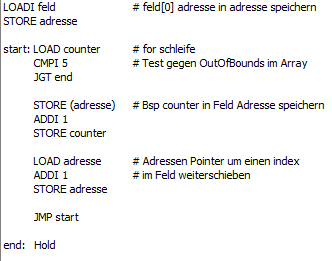 LOADI feld # feld[0] adresse in adresse speichern
STORE adresse
start: LOAD counter # for schleife
CMPI 5 # Test gegen OutOfBounds im Array
JGT end
STORE (adresse) # Bsp counter in Feld Adresse speichern
ADDI 1
STORE counter
LOAD adresse # Adressen Pointer um einen index
ADDI 1 # im Feld weiterschieben
STORE adresse
JMP start
end: Hold